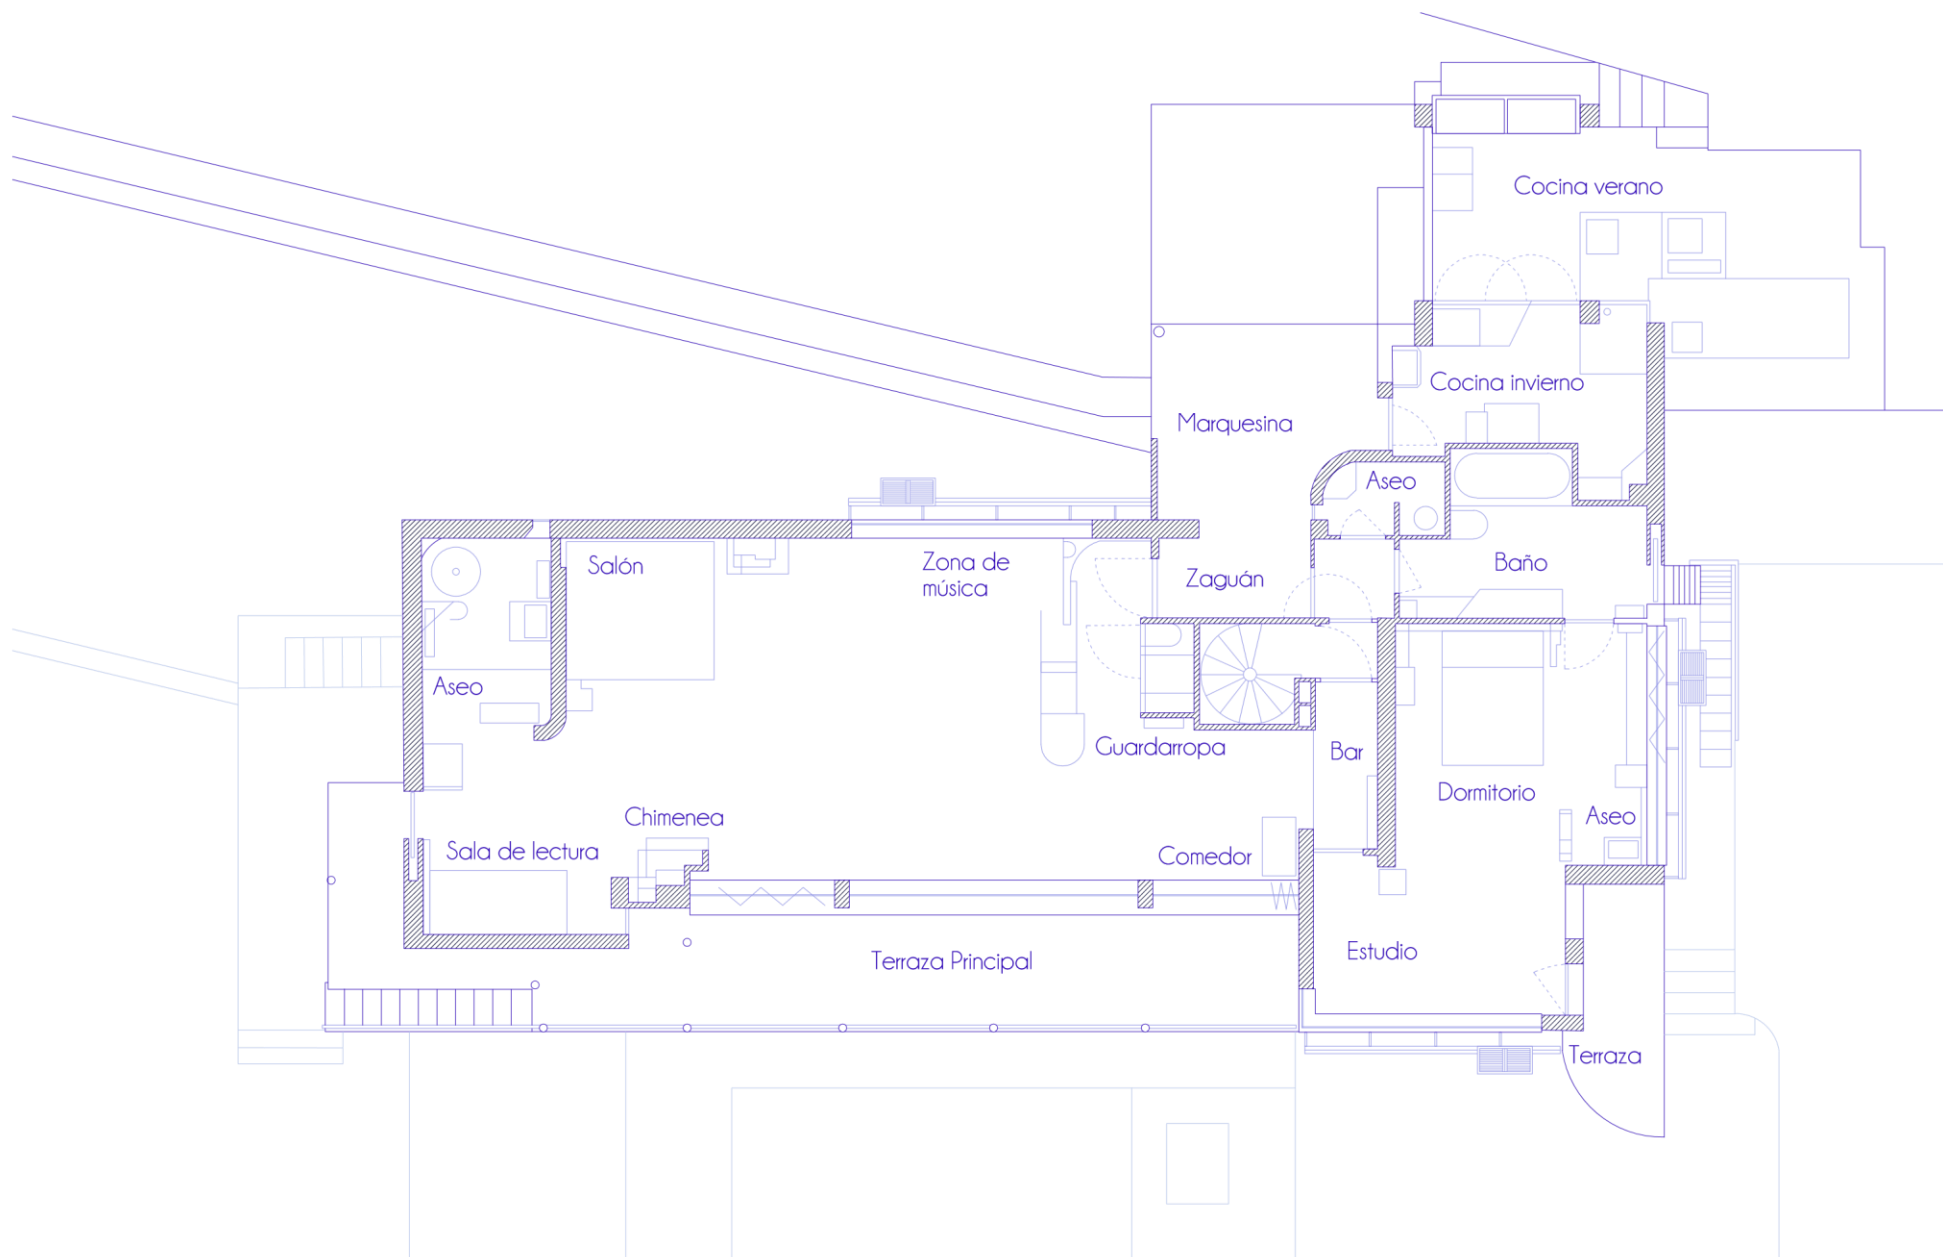 Cocina verano
Cocina invierno
Marquesina
Aseo
Salón
Zona de
música
Zaguán
Baño
Aseo
Guardarropa
Bar
Dormitorio
Chimenea
Aseo
Sala de lectura
Comedor
Terraza Principal
Estudio
Terraza